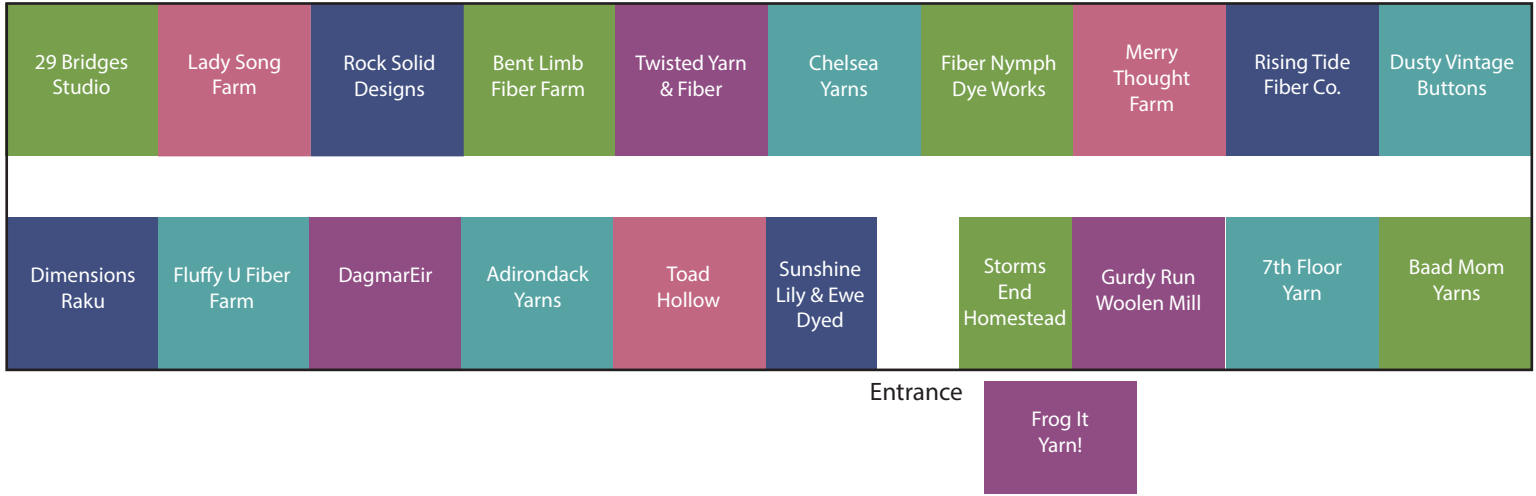 29 Bridges
Studio
Lady Song
Farm
Rock Solid
Designs
Bent Limb
Fiber Farm
Twisted Yarn
& Fiber
Chelsea
Yarns
Fiber Nymph
Dye Works
Merry
Thought
Farm
Rising Tide
Fiber Co.
Dusty Vintage
Buttons
Dimensions
Raku
Fluffy U Fiber
Farm
DagmarEir
Adirondack
Yarns
Toad
Hollow
Sunshine
Lily & Ewe
Dyed
Storms
End
Homestead
Gurdy Run
Woolen Mill
7th Floor
Yarn
Baad Mom
Yarns
Entrance
Frog It
Yarn!